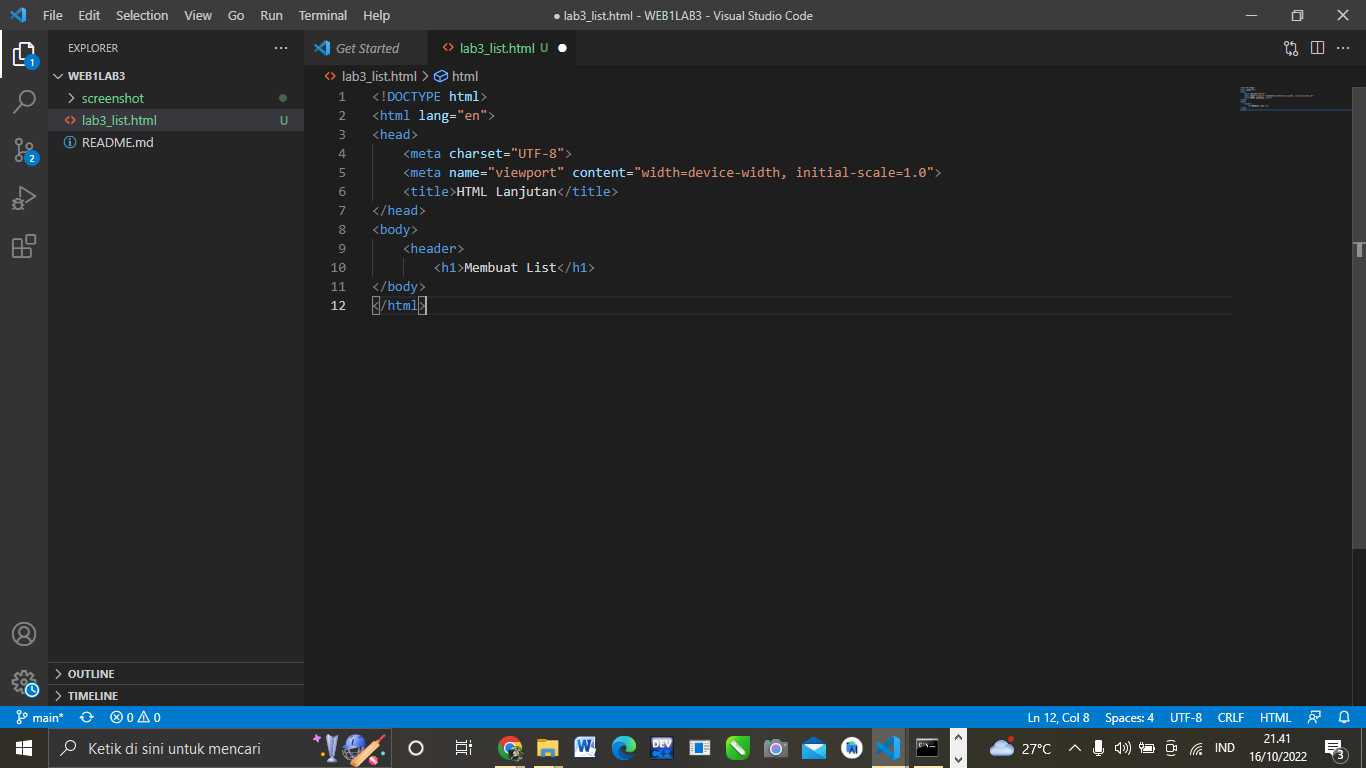 File Edit Selection View Go Run Terminal Help
● lab3_list.html - WEB1LAB3 - Visual Studio Code
EXPLORER
Get Started
lab3_list.html U
WEB1LAB3
screenshot
lab3_list.html U
README.md
lab3_list.html > html
1 <!DOCTYPE html>
2 <html lang="en">
3 <head>
4 <meta charset="UTF-8">
5 <meta name="viewport" content="width=device-width, initial-scale=1.0">
6 <title>HTML Lanjutan</title>
7 </head>
8 <body>
9 <header>
10 <h1>Membuat List</h1>
11 </body>
12 </html>
1
2
OUTLINE
TIMELINE
main* 0 0 Ln 12, Col 8 Spaces: 4 UTF-8 CRLF HTML
Ketik di sini untuk mencari
W
DEV
27°C
IND
21.41
16/10/2022
3